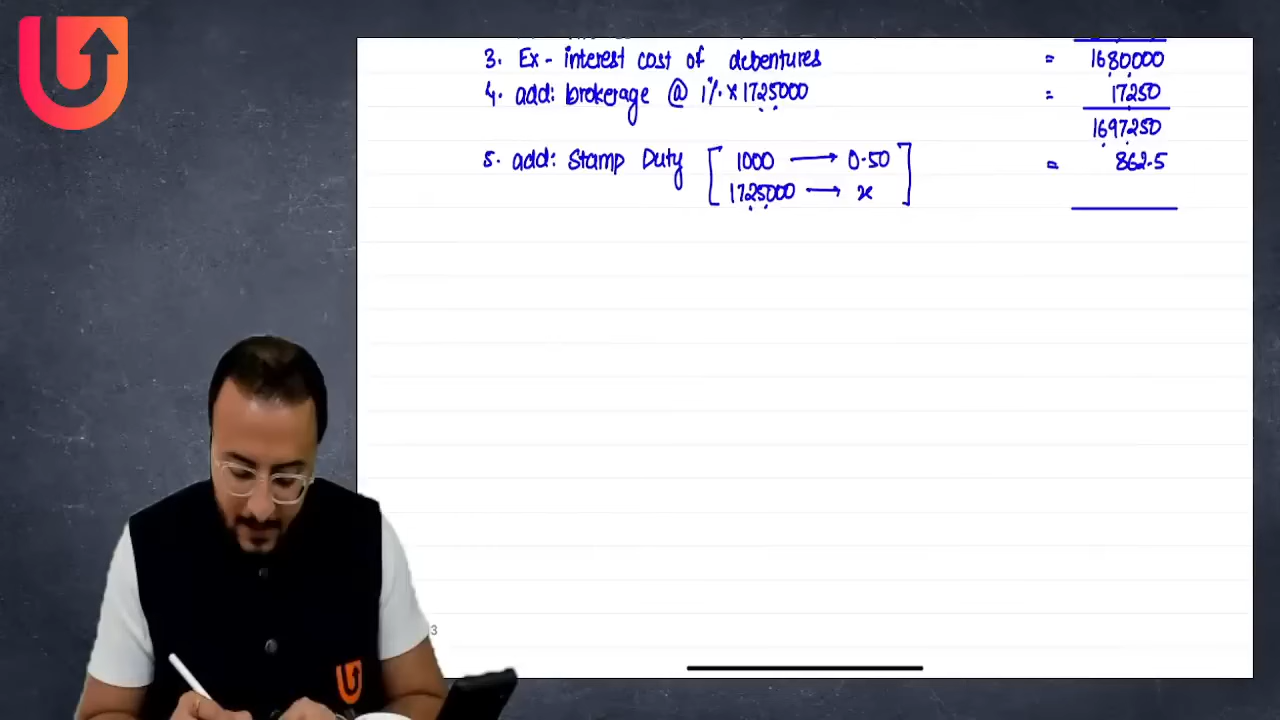 3. Ex-interest cost of debentures = 1680000
4. add: brokerage @ 1% × 1725000 = 17250
1697250
5. add: Stamp Duty [ 1000 → 0.50 = 862.5
1725000 → x ]
3